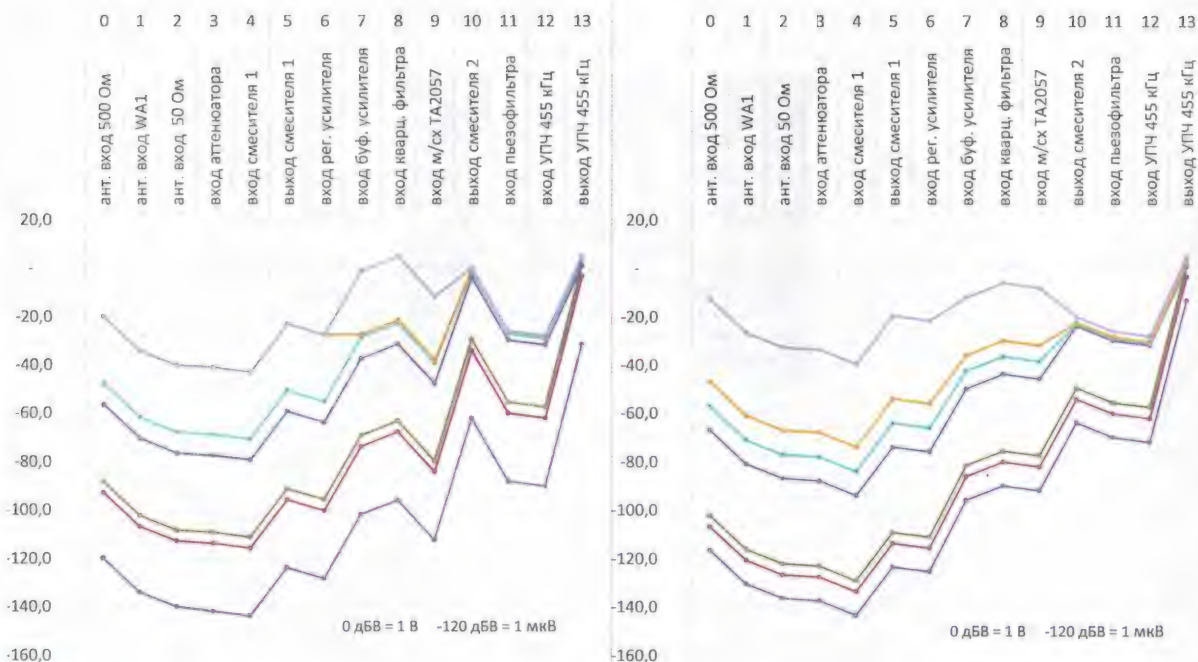 0 1 2 3 4 5 6 7 8 9 10 11 12 13
ант. вход 500 Ом
ант. вход WA1
ант. вход 50 Ом
вход аттенюатора
вход смесителя 1
выход смесителя 1
вход рег. усилителя
вход буф. усилителя
вход кварц. фильтра
вход м/сх TA2057
выход смесителя 2
вход пьезофильтра
вход УПЧ 455 кГц
выход УПЧ 455 кГц
20,0
-
-20,0
-40,0
-60,0
-80,0
-100,0
-120,0
-140,0
-160,0
0 дБВ = 1 В -120 дБВ = 1 мкВ
0 1 2 3 4 5 6 7 8 9 10 11 12 13
ант. вход 500 Ом
ант. вход WA1
ант. вход 50 Ом
вход аттенюатора
вход смесителя 1
выход смесителя 1
вход рег. усилителя
вход буф. усилителя
вход кварц. фильтра
вход м/сх TA2057
выход смесителя 2
вход пьезофильтра
вход УПЧ 455 кГц
выход УПЧ 455 кГц
20,0
-
-20,0
-40,0
-60,0
-80,0
-100,0
-120,0
-140,0
-160,0
0 дБВ = 1 В -120 дБВ = 1 мкВ